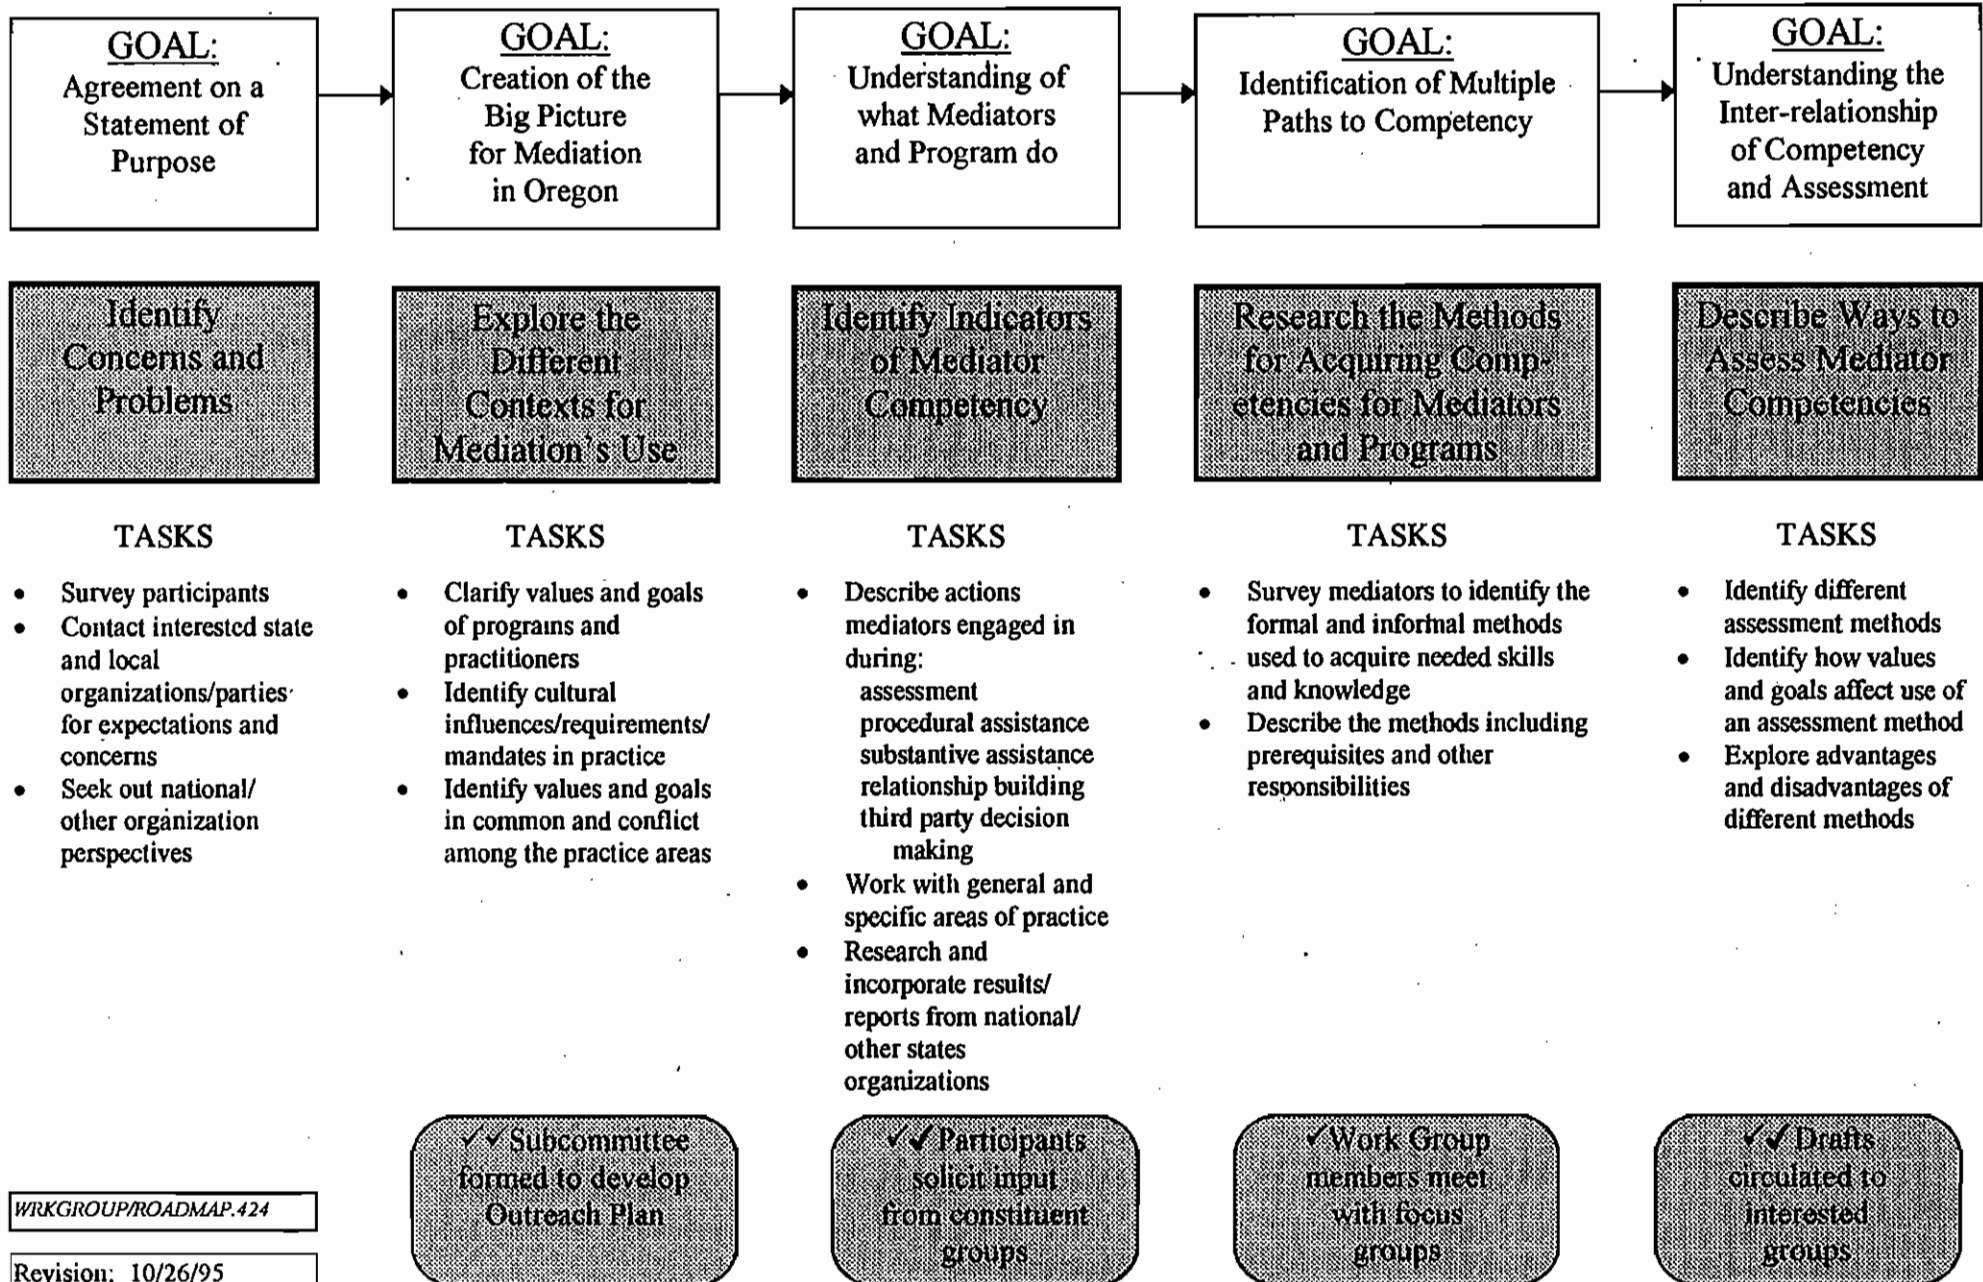 GOAL:
Agreement on a
Statement of
Purpose
GOAL:
Creation of the
Big Picture
for Mediation
in Oregon
GOAL:
Understanding of
what Mediators
and Program do
GOAL:
Identification of Multiple
Paths to Competency
GOAL:
Understanding the
Inter-relationship
of Competency
and Assessment
Identify
Concerns and
Problems
Explore the
Different
Contexts for
Mediation's Use
Identify Indicators
of Mediator
Competency
Research the Methods
for Acquiring Comp-
etencies for Mediators
and Programs
Describe Ways to
Assess Mediator
Competencies
TASKS
• Survey participants
• Contact interested state
and local
organizations/parties
for expectations and
concerns
• Seek out national/
other organization
perspectives
TASKS
• Clarify values and goals
of programs and
practitioners
• Identify cultural
influences/requirements/
mandates in practice
• Identify values and goals
in common and conflict
among the practice areas
TASKS
• Describe actions
mediators engaged in
during:
assessment
procedural assistance
substantive assistance
relationship building
third party decision
making
• Work with general and
specific areas of practice
• Research and
incorporate results/
reports from national/
other states
organizations
TASKS
• Survey mediators to identify the
formal and informal methods
used to acquire needed skills
and knowledge
• Describe the methods including
prerequisites and other
responsibilities
TASKS
• Identify different
assessment methods
• Identify how values
and goals affect use of
an assessment method
• Explore advantages
and disadvantages of
different methods
✓✓Subcommittee
formed to develop
Outreach Plan
✓✓Participants
solicit input
from constituent
groups
✓Work Group
members meet
with focus
groups
✓✓Drafts
circulated to
interested
groups
WRKGROUP/ROADMAP.424
Revision: 10/26/95